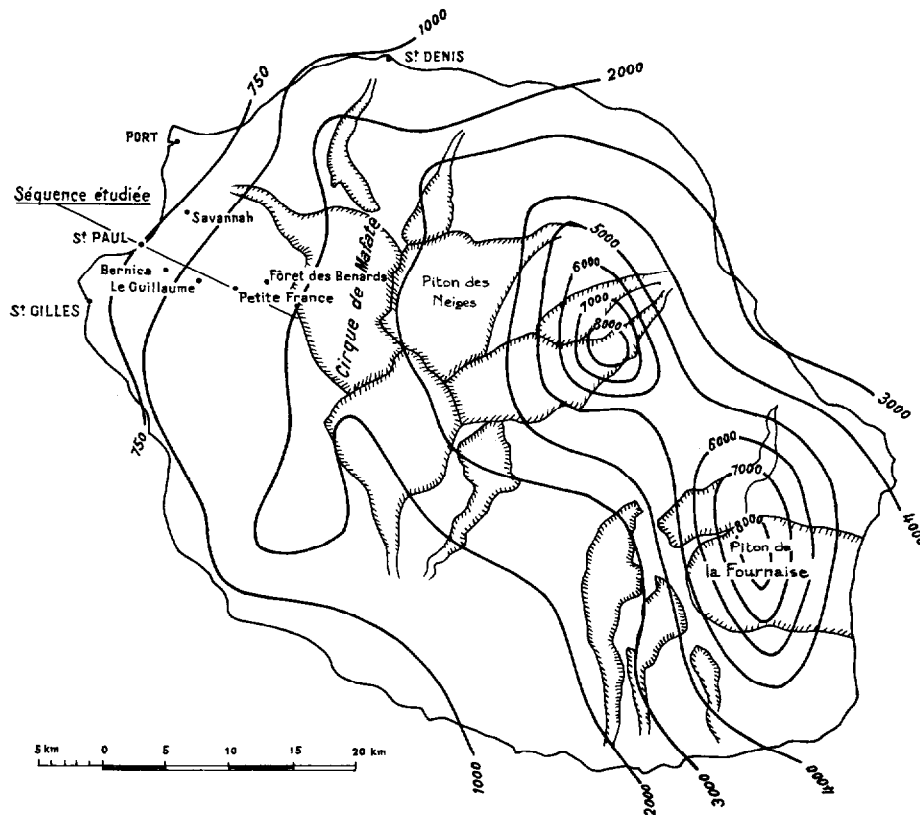 1000
St DENIS
2000
750
PORT
Séquence étudiée
Savannah
St PAUL
Bernica
Le Guillaume
Fôret des Benards
Petite France
St GILLES
Cirque de Mafate
Piton des
Neiges
5000
6000
7000
8000
3000
750
6000
7000
8000
4000
Piton de
la Fournaise
5 km 0 5 10 15 20 km
1000
2000
3000
4000